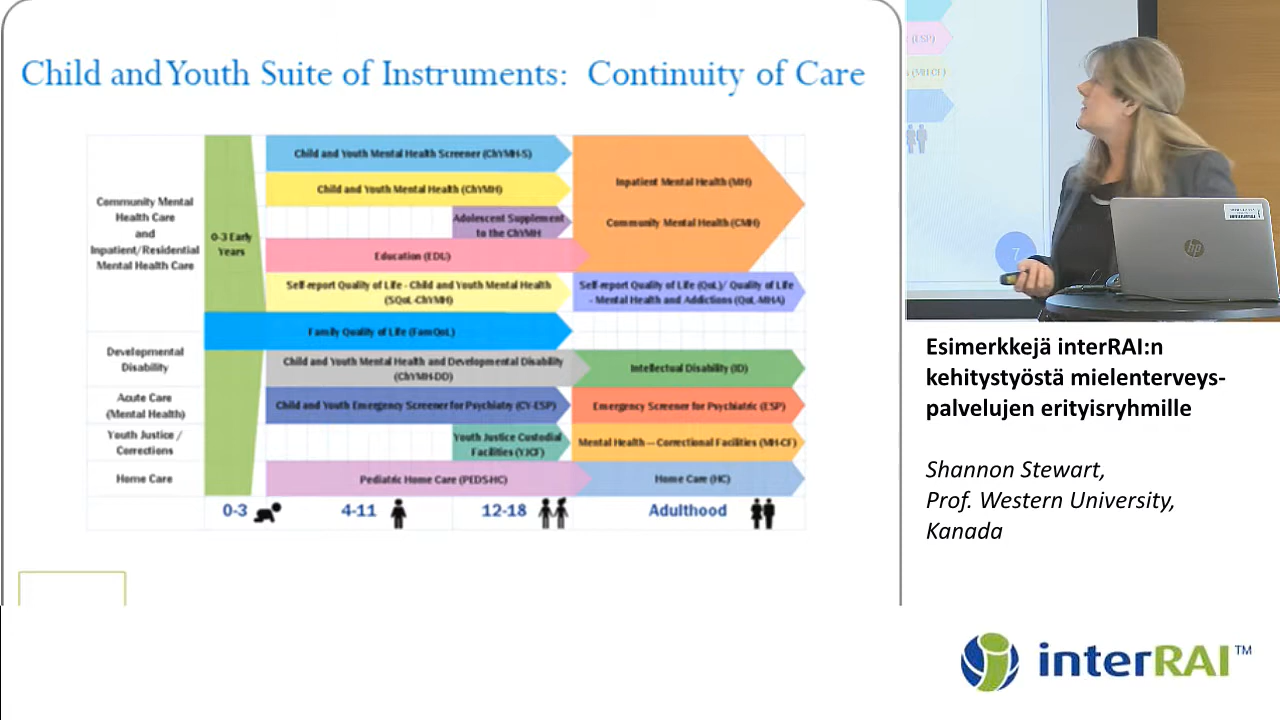 Child and Youth Suite of Instruments: Continuity of Care
Community Mental
Health Care
and
Inpatient/Residential
Mental Health Care
0-3 Early
Years
Child and Youth Mental Health Screener (ChYMH-S)
Child and Youth Mental Health (ChYMH)
Adolescent Supplement
to the ChYMH
Education (EDU)
Self-report Quality of Life - Child and Youth Mental Health
(SQoL-ChYMH)
Inpatient Mental Health (MH)
Community Mental Health (CMH)
Self-report Quality of Life (QoL)/ Quality of Life
- Mental Health and Addictions (QoL-MHA)
Family Quality of Life (FamQoL)
Developmental
Disability
Child and Youth Mental Health and Developmental Disability
(ChYMH-DD)
Intellectual Disability (ID)
Acute Care
(Mental Health)
Child and Youth Emergency Screener for Psychiatry (CY-ESP)
Emergency Screener for Psychiatric (ESP)
Youth Justice /
Corrections
Youth Justice Custodial
Facilities (YJCF)
Mental Health -- Correctional Facilities (MH-CF)
Home Care
Pediatric Home Care (PEDS-HC)
Home Care (HC)
0-3
4-11
12-18
Adulthood
(ESP)
(MH CF)
7
hp
Esimerkkejä interRAI:n
kehitystyöstä mielenterveys-
palvelujen erityisryhmille
Shannon Stewart,
Prof. Western University,
Kanada
interRAI™